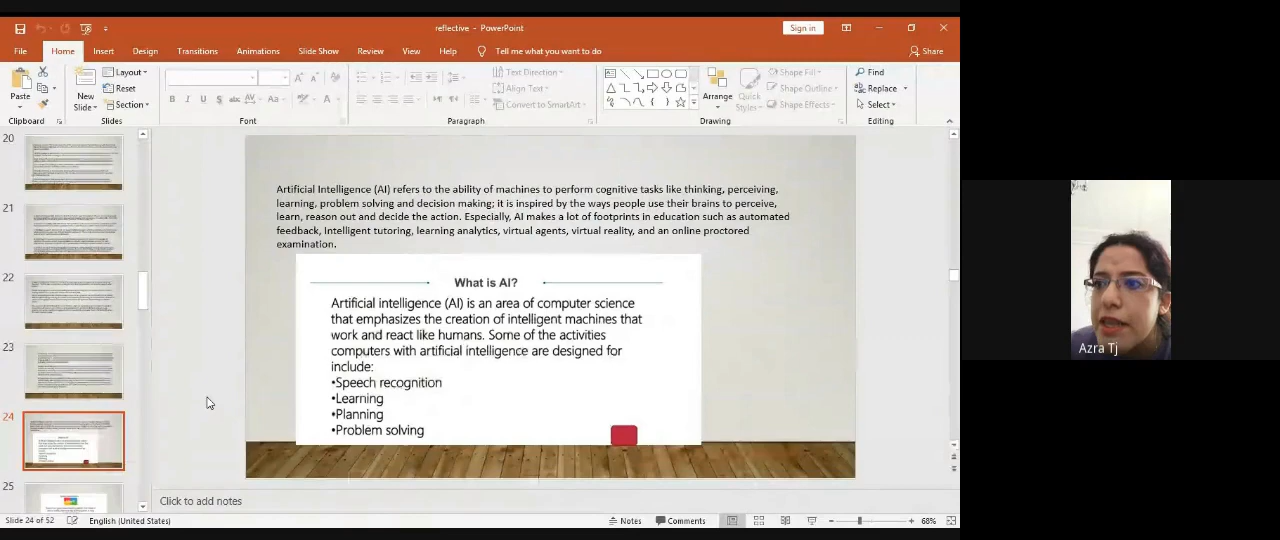 reflective - PowerPoint
Sign in
File Home Insert Design Transitions Animations Slide Show Review View Help Tell me what you want to do Share
Paste
Clipboard
New Slide
Layout
Reset
Section
Slides
B I U S abc AV Aa A
Font
Text Direction
Align Text
Convert to SmartArt
Paragraph
Arrange
Quick Styles
Shape Fill
Shape Outline
Shape Effects
Drawing
Find
Replace
Select
Editing
20
21
22
23
24
25
Artificial Intelligence (AI) refers to the ability of machines to perform cognitive tasks like thinking, perceiving,
learning, problem solving and decision making; it is inspired by the ways people use their brains to perceive,
learn, reason out and decide the action. Especially, AI makes a lot of footprints in education such as automated
feedback, Intelligent tutoring, learning analytics, virtual agents, virtual reality, and an online proctored
examination.
What is AI?
Artificial intelligence (AI) is an area of computer science
that emphasizes the creation of intelligent machines that
work and react like humans. Some of the activities
computers with artificial intelligence are designed for
include:
•Speech recognition
•Learning
•Planning
•Problem solving
Click to add notes
Slide 24 of 52 English (United States) Notes Comments 68%
Azra Tj